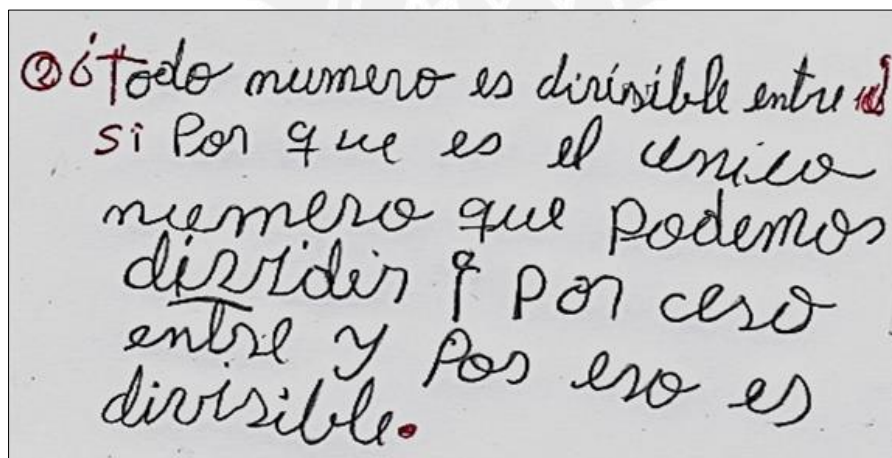 ② ¿Todo numero es divisible entre
si Por que es el unico
numero que Podemos
dividir Por cero
entre y Por eso es
divisible.